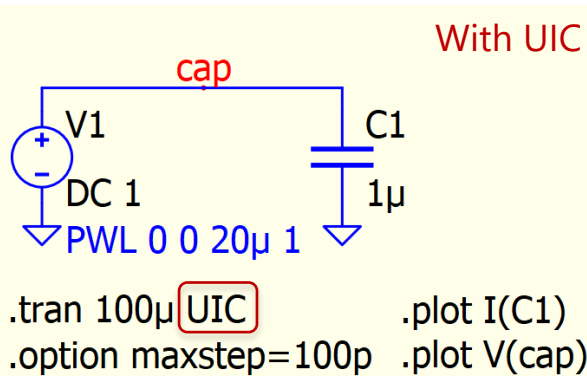 With UIC
cap
V1
C1
DC 1
1µ
PWL 0 0 20µ 1
.tran 100µ UIC
.plot I(C1)
.option maxstep=100p
.plot V(cap)